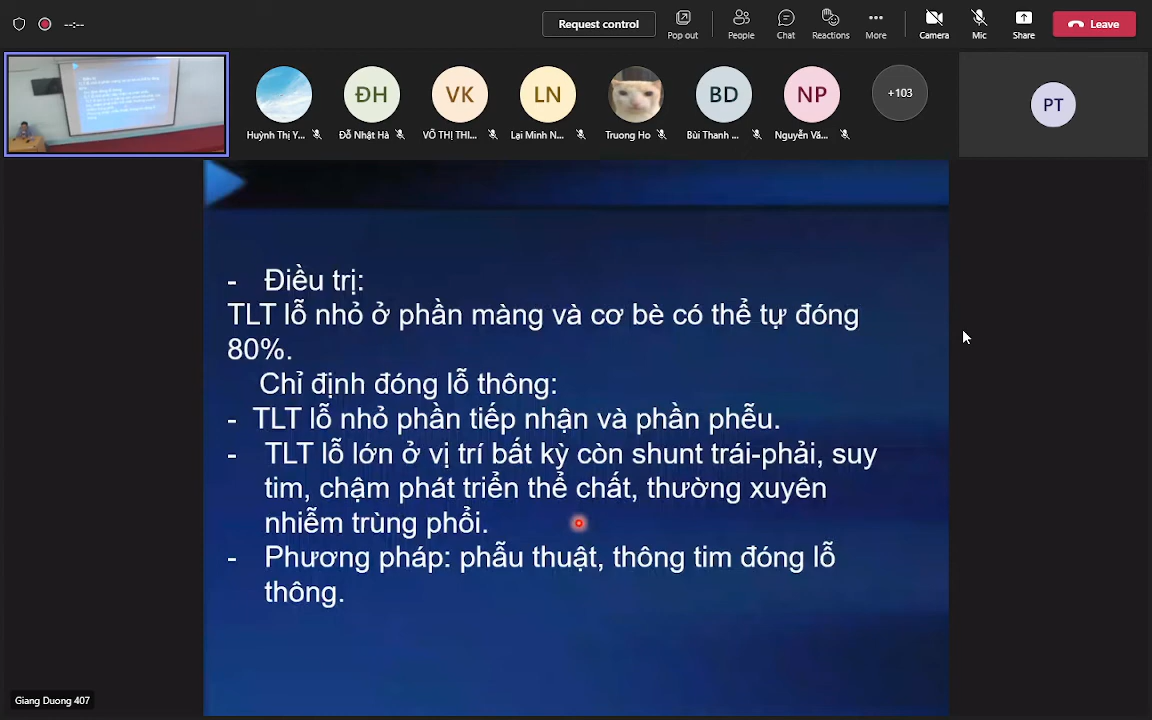 --:--
Request control
Pop out
People
Chat
Reactions
More
Camera
Mic
Share
Leave
ĐH
VK
LN
BD
NP
+103
PT
Huỳnh Thị Y...
Đỗ Nhật Hà
VÕ THỊ THI...
Lại Minh N...
Truong Ho
Bùi Thanh ...
Nguyễn Vă...
- Điều trị:
TLT lỗ nhỏ ở phần màng và cơ bè có thể tự đóng
80%.
Chỉ định đóng lỗ thông:
- TLT lỗ nhỏ phần tiếp nhận và phần phễu.
- TLT lỗ lớn ở vị trí bất kỳ còn shunt trái-phải, suy
tim, chậm phát triển thể chất, thường xuyên
nhiễm trùng phổi.
- Phương pháp: phẫu thuật, thông tim đóng lỗ
thông.
Giang Duong 407